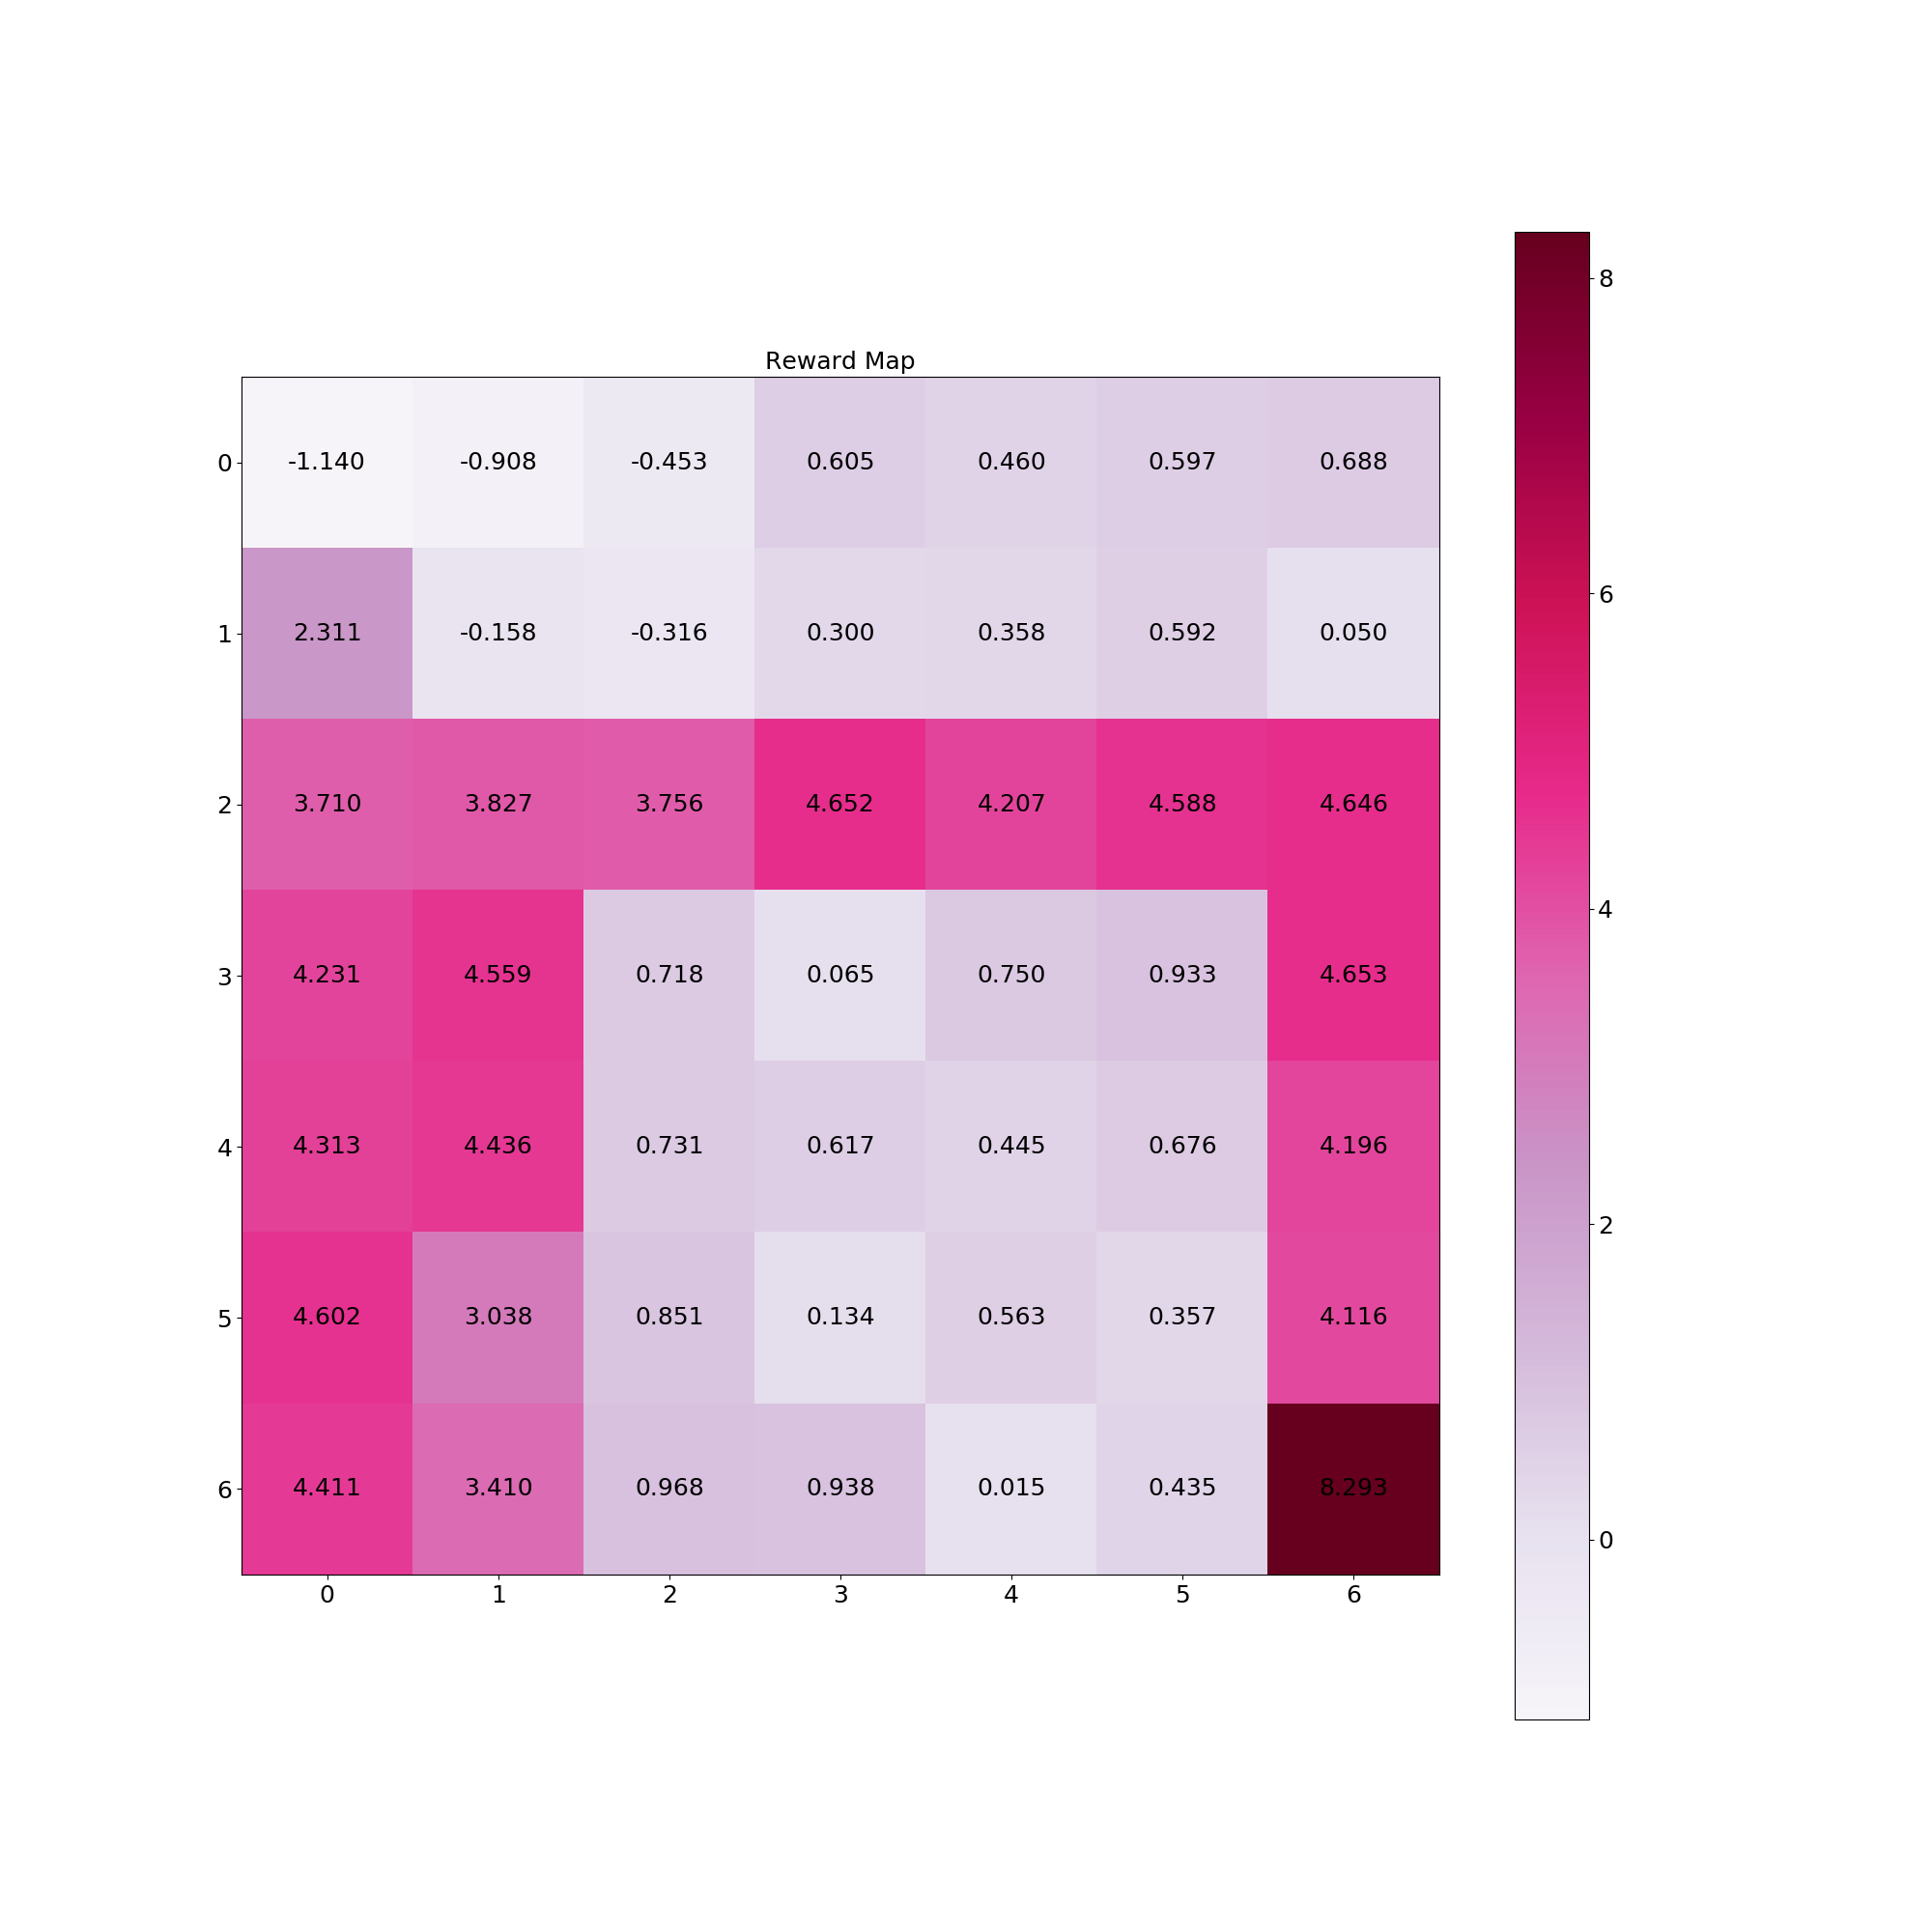 Reward Map
0 -1.140 -0.908 -0.453 0.605 0.460 0.597 0.688
1 2.311 -0.158 -0.316 0.300 0.358 0.592 0.050
2 3.710 3.827 3.756 4.652 4.207 4.588 4.646
3 4.231 4.559 0.718 0.065 0.750 0.933 4.653
4 4.313 4.436 0.731 0.617 0.445 0.676 4.196
5 4.602 3.038 0.851 0.134 0.563 0.357 4.116
6 4.411 3.410 0.968 0.938 0.015 0.435 8.293
0 1 2 3 4 5 6
8
6
4
2
0